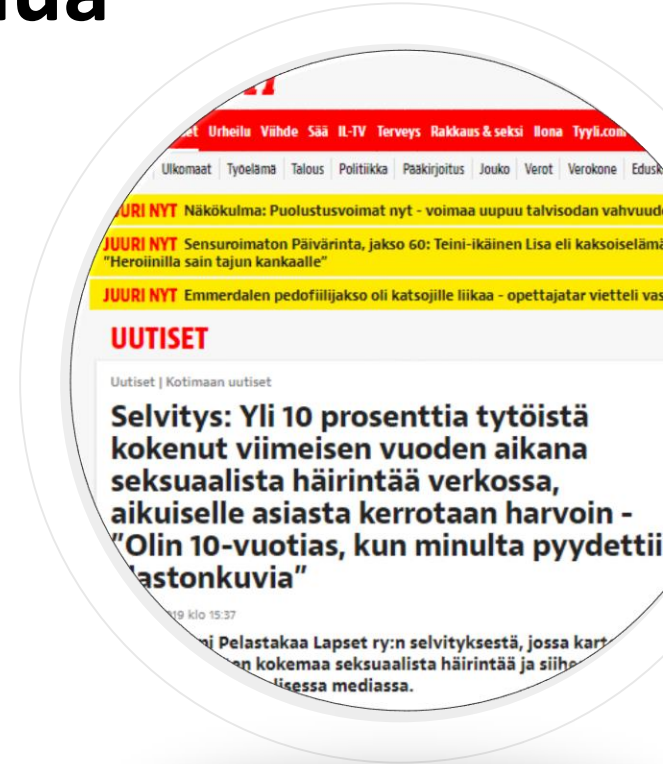 Urheilu Viihde Sää IL-TV Terveys Rakkaus & seksi Ilona Tyyli.com
Ulkomaat Työelämä Talous Politiikka Pääkirjoitus Jouko Verot Verokone
JUURI NYT Näkökulma: Puolustusvoimat nyt - voimaa uupuu talvisodan
JUURI NYT Sensuroimaton Päivärinta, jakso 60: Teini-ikäinen Lisa eli
"Heroiinilla sain tajun kankaalle"
JUURI NYT Emmerdalen pedofiilijakso oli katsojille liikaa - opettajatar vietteli
UUTISET
Uutiset | Kotimaan uutiset
Selvitys: Yli 10 prosenttia tytöistä
kokenut viimeisen vuoden aikana
seksuaalista häirintää verkossa,
aikuiselle asiasta kerrotaan harvoin -
"Olin 10-vuotias, kun minulta
klo 15:37
Pelastakaa Lapset ry:n selvityksestä, jossa
kokemaa seksuaalista häirintää ja
mediassa.